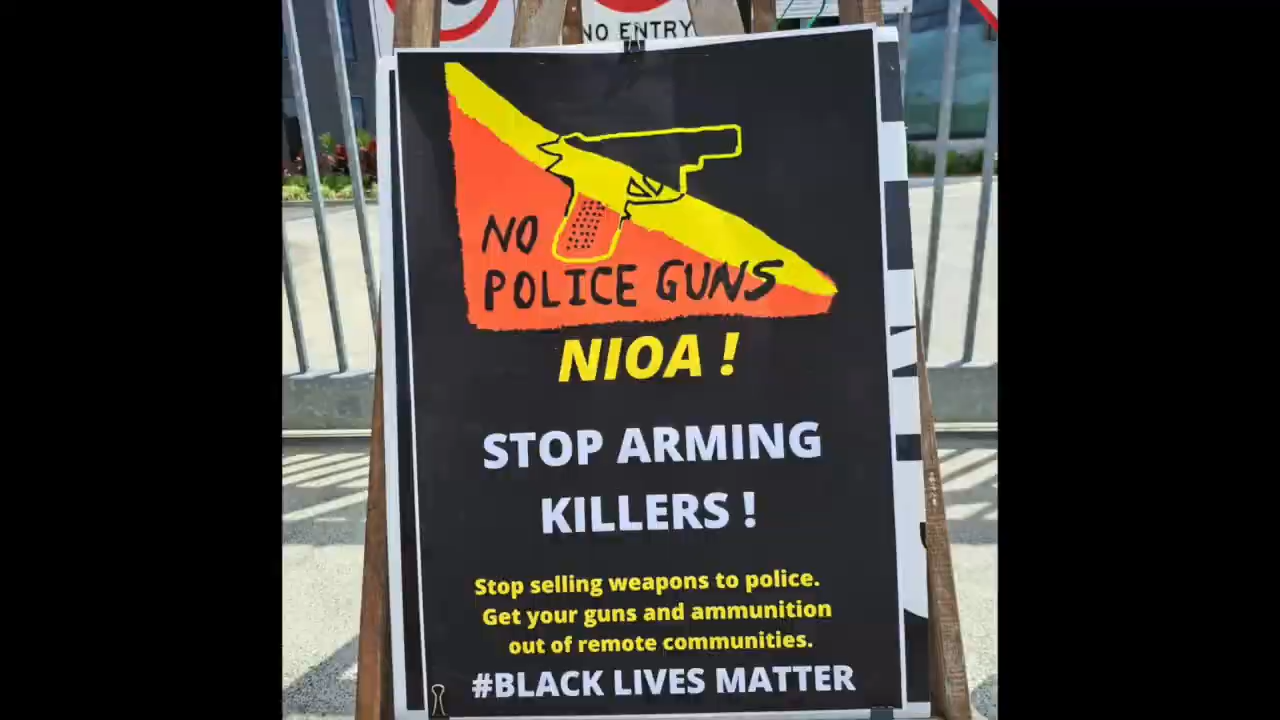 NO ENTRY
NO
POLICE GUNS
NIOA !
STOP ARMING
KILLERS !
Stop selling weapons to police.
Get your guns and ammunition
out of remote communities.
#BLACK LIVES MATTER